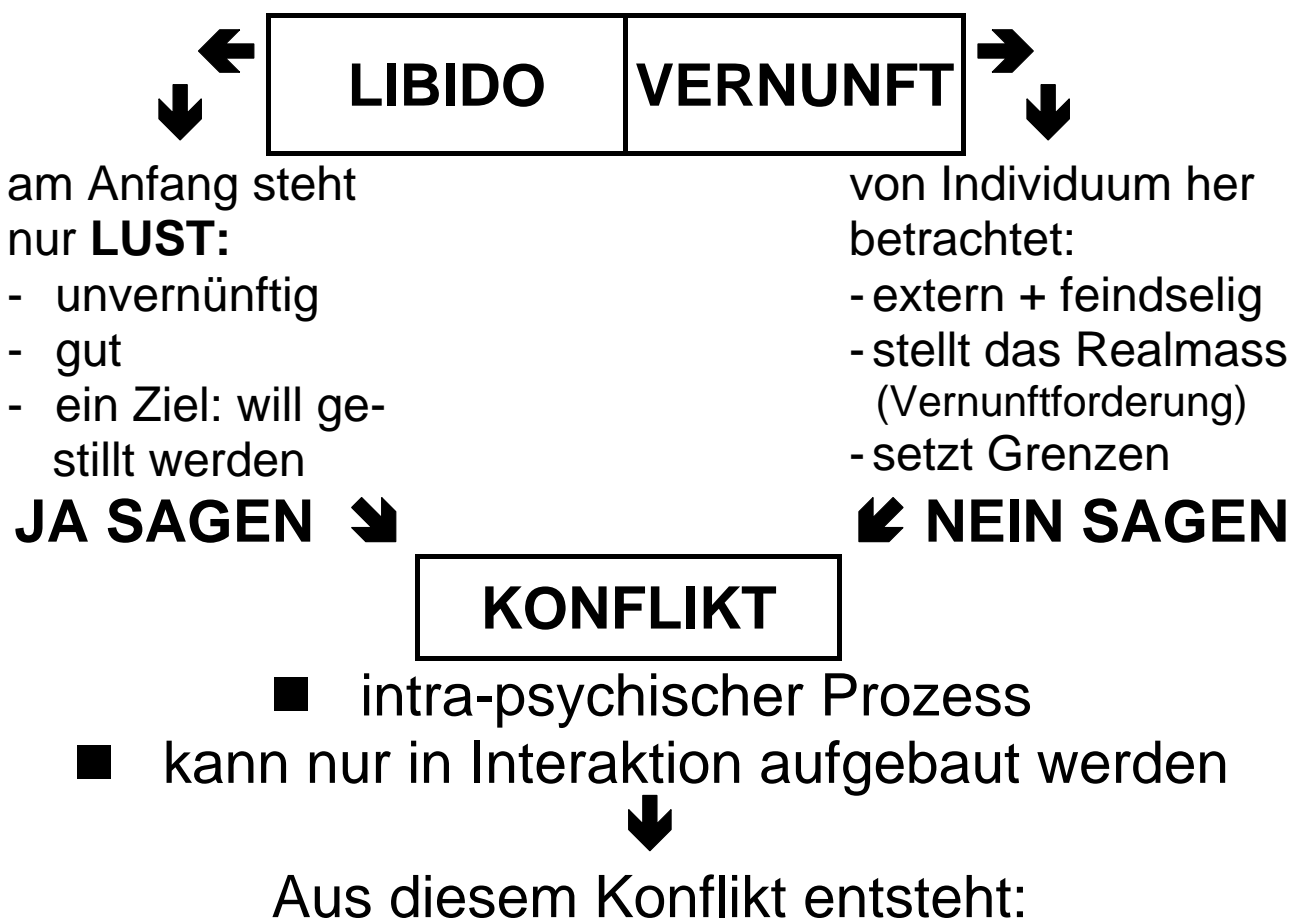 LIBIDO VERNUNFT
am Anfang steht
nur LUST:
- unvernünftig
- gut
- ein Ziel: will ge-
stillt werden
JA SAGEN
von Individuum her
betrachtet:
- extern + feindselig
- stellt das Realmass
(Vernunftforderung)
- setzt Grenzen
NEIN SAGEN
KONFLIKT
■ intra-psychischer Prozess
■ kann nur in Interaktion aufgebaut werden
Aus diesem Konflikt entsteht: